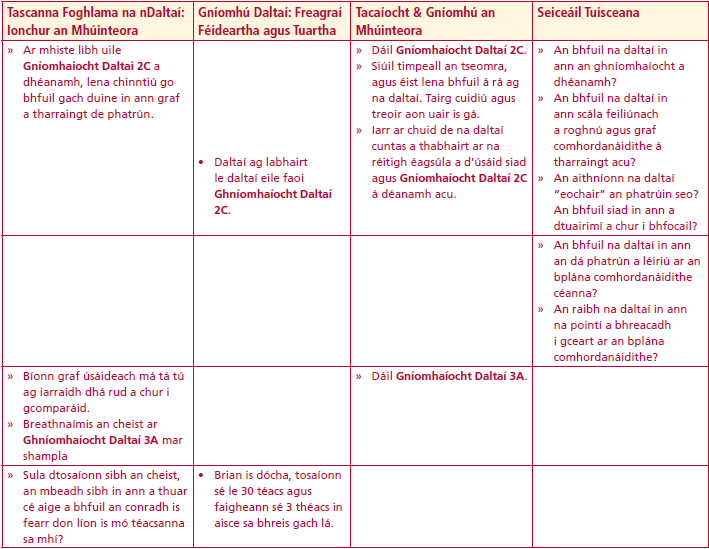 Tascanna Foghlama na nDaltaí:
Ionchur an Mhúinteora
Gníomhú Daltaí: Freagraí
Féideartha agus Tuartha
Tacaíocht & Gníomhú an
Mhúinteora
Seiceáil Tuisceana
» Ar mhiste libh uile
Gníomhaiocht Daltai 2C a
dhéanamh, lena chinntiú go
bhfuil gach duine in ann graf
a tharraingt de phatrún.
• Daltaí ag labhairt
le daltaí eile faoi
Ghníomhaíocht Daltaí
2C.
» Dáil Gníomhaíocht Daltaí 2C.
» Siúil timpeall an tseomra,
agus éist lena bhfuil á rá ag
na daltaí. Tairg cuidiú agus
treoir aon uair is gá.
» Iarr ar chuid de na daltaí
cuntas a thabhairt ar na
réitigh éagsúla a d'úsáid siad
agus Gníomhaíocht Daltaí 2C
á déanamh acu.
» An bhfuil na daltaí in
ann an ghníomhaíocht a
dhéanamh?
» An bhfuil na daltaí in
ann scála feiliúnach
a roghnú agus graf
comhordanáidithe á
tharraingt acu?
» An aithníonn na daltaí
“eochair” an phatrúin seo?
An bhfuil siad in ann a
dtuairimí a chur i bhfocail?
» An bhfuil na daltaí in ann
an dá phatrún a léiriú ar an
bplána comhordanáidithe
céanna?
» An raibh na daltaí in ann
na pointí a bhreacadh
i gceart ar an bplána
comhordanáidithe?
» Bíonn graf úsáideach má tá tú
ag iarraidh dhá rud a chur i
gcomparáid.
» Breathnaímis an cheist ar
Ghníomhaíocht Daltaí 3A mar
shampla
» Dáil Gníomhaíocht Daltaí 3A.
» Sula dtosaíonn sibh an cheist,
an mbeadh sibh in ann a thuar
cé aige a bhfuil an conradh is
fearr don líon is mó téacsanna
sa mhí?
• Brian is dócha, tosaíonn
sé le 30 téacs agus
faigheann sé 3 théacs in
aisce sa bhreis gach lá.